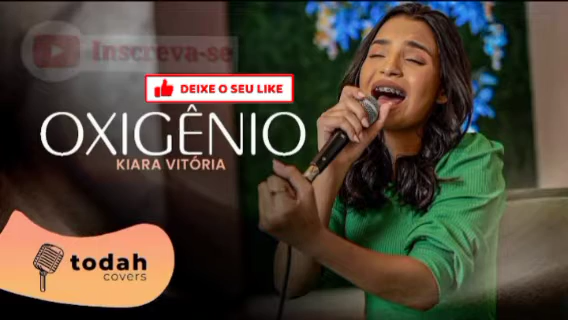 Inscreva-se
DEIXE O SEU LIKE
OXIGÊNIO
KIARA VITÓRIA
todah
covers